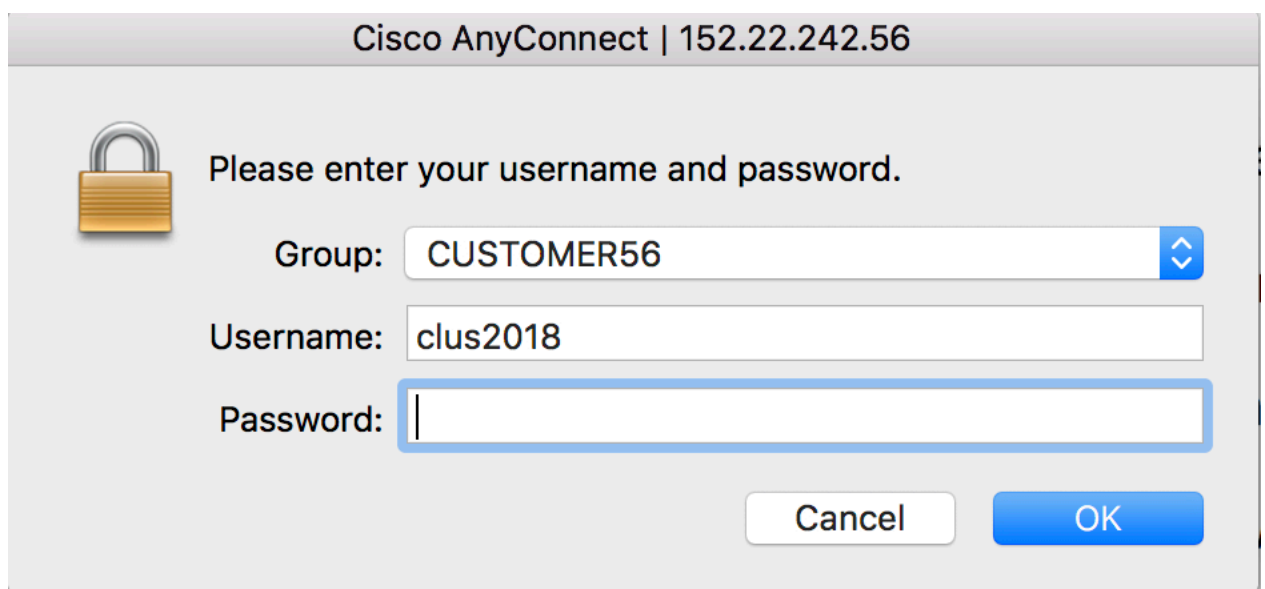 Cisco AnyConnect | 152.22.242.56
Please enter your username and password.
Group: CUSTOMER56
Username: clus2018
Password:
Cancel OK